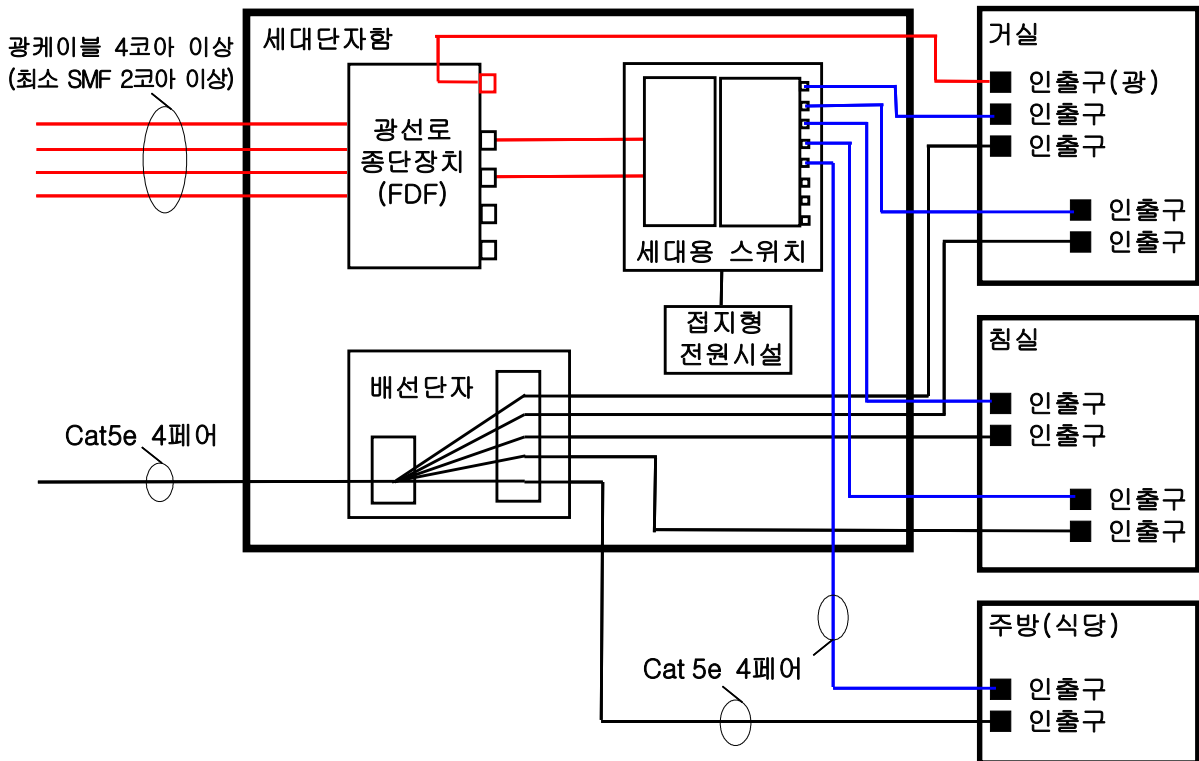 광케이블 4코아 이상
(최소 SMF 2코아 이상)
세대단자함
광선로
종단장치
(FDF)
세대용 스위치
접지형
전원시설
배선단자
Cat5e 4페어
Cat 5e 4페어
거실
인출구(광)
인출구
인출구
인출구
인출구
침실
인출구
인출구
인출구
인출구
주방(식당)
인출구
인출구